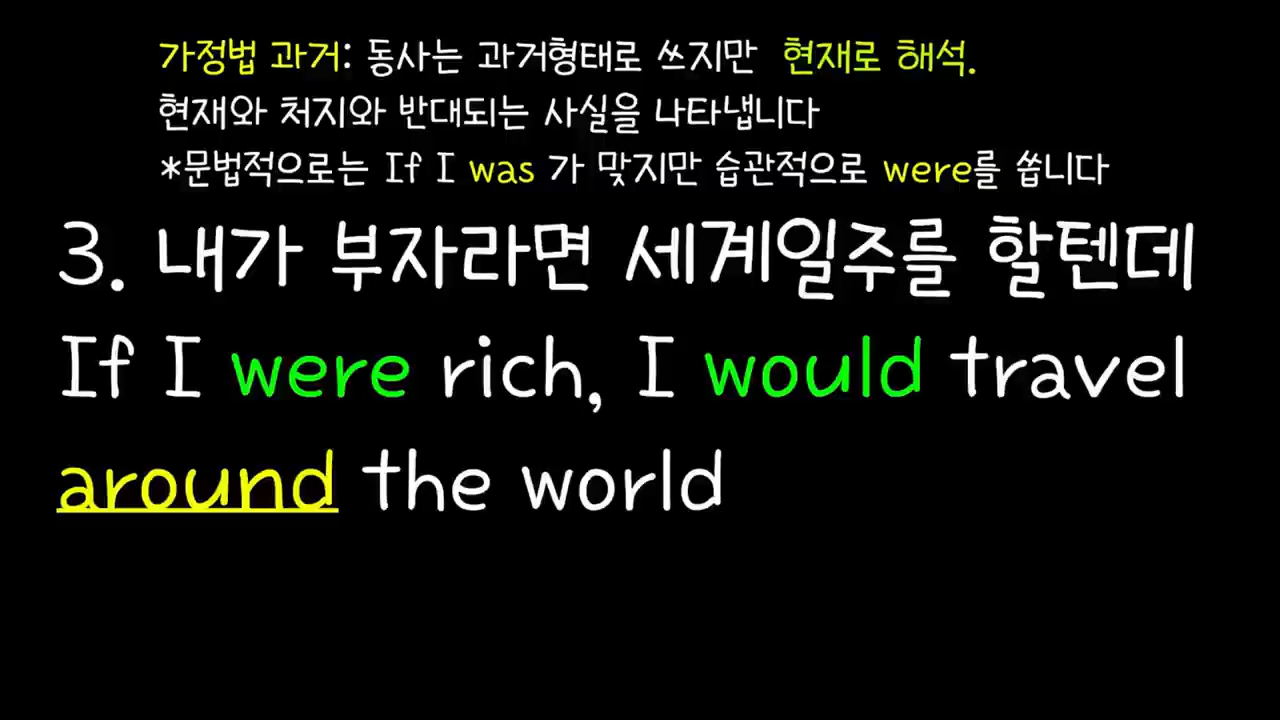 가정법 과거: 동사는 과거형태로 쓰지만 현재로 해석.
현재와 처지와 반대되는 사실을 나타냅니다
*문법적으로는 If I was 가 맞지만 습관적으로 were를 씁니다
3. 내가 부자라면 세계일주를 할텐데
If I were rich, I would travel
around the world